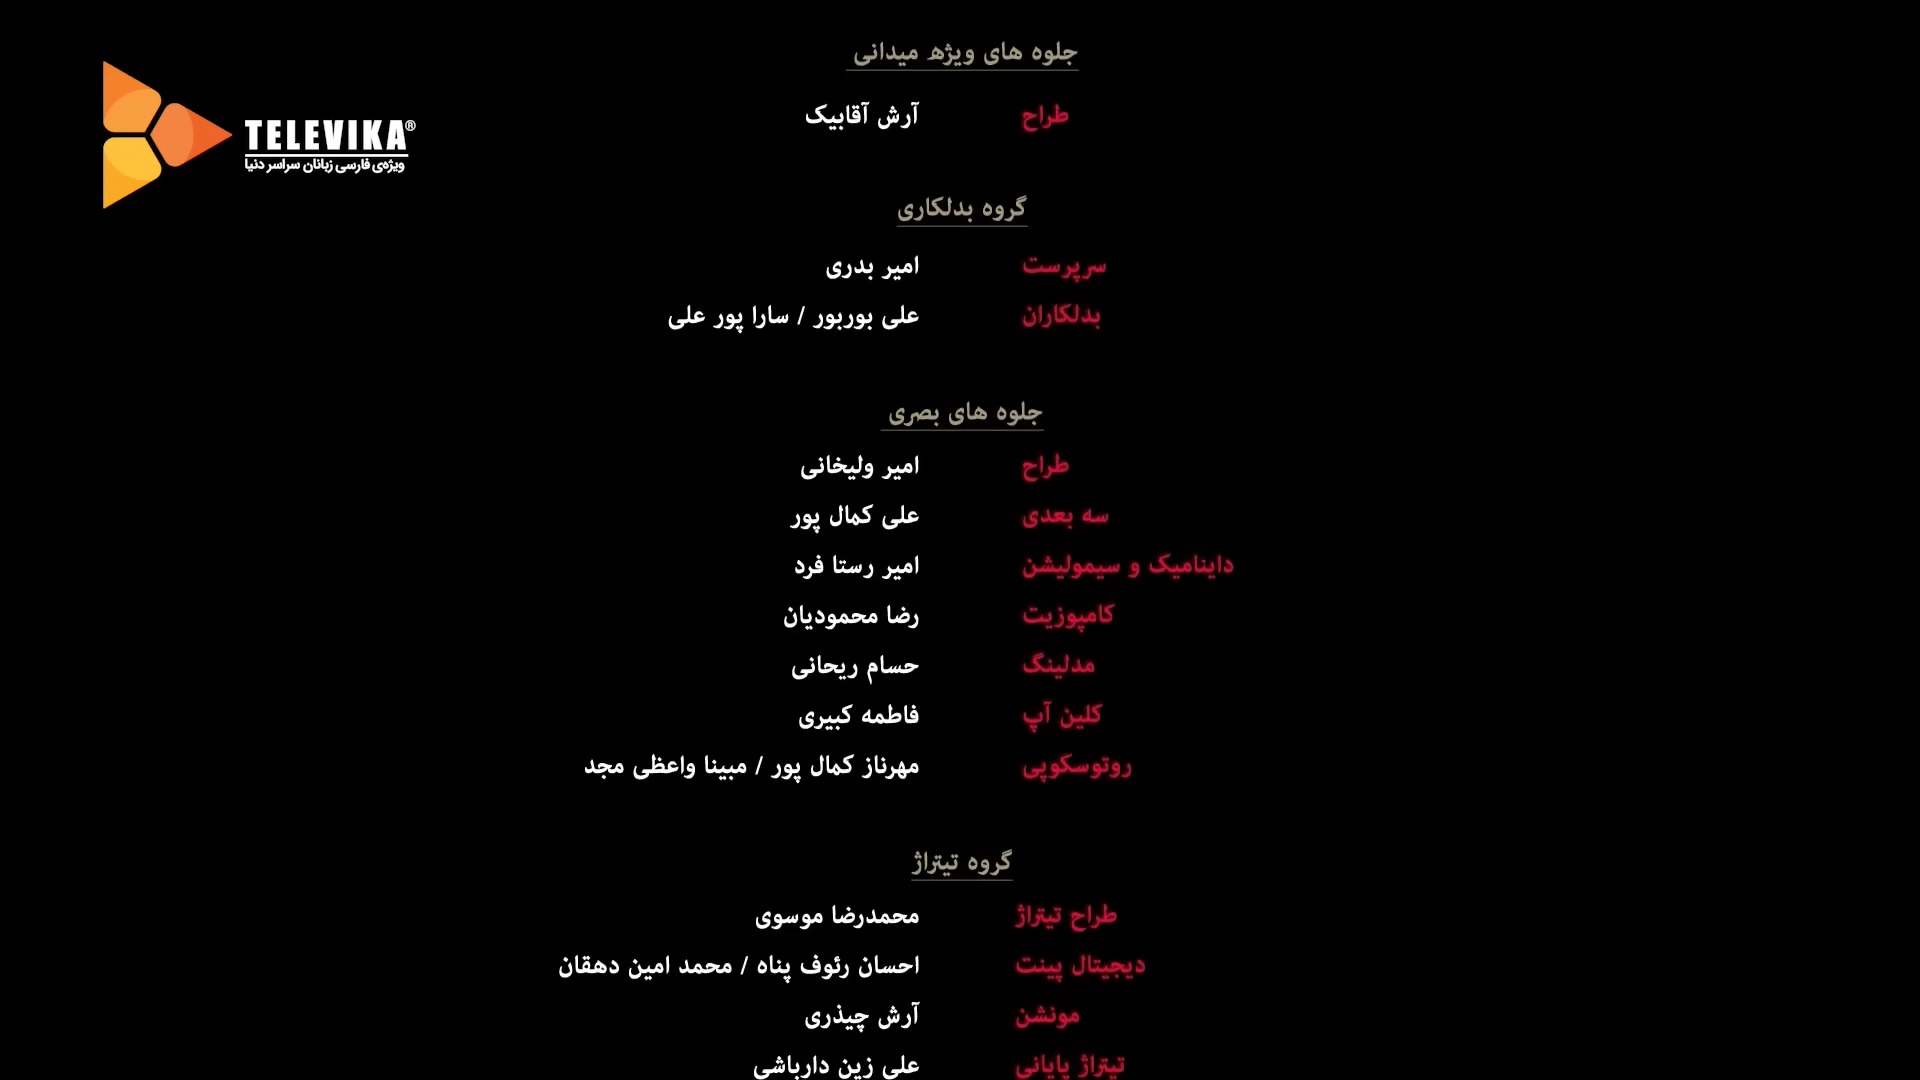 جلوه های ویژه میدانی
طراح آرش آقابیک
TELEVIKA®
ویژه‌ی فارسی زبانان سراسر دنیا
گروه بدلکاری
سرپرست امیر بدری
بدلکاران علی بوربور / سارا پور علی
جلوه های بصری
طراح امیر ولیخانی
سه بعدی علی کمال پور
داینامیک و سیمولیشن امیر رستا فرد
کامپوزیت رضا محمودیان
مدلینگ حسام ریحانی
کلین آپ فاطمه کبیری
روتوسکوپی مهرناز کمال پور / مبینا واعظی مجد
گروه تیتراژ
طراح تیتراژ محمدرضا موسوی
دیجیتال پینت احسان رئوف پناه / محمد امین دهقان
مونشن آرش چیذری
تیتراژ پایانی علی زین دارباشی